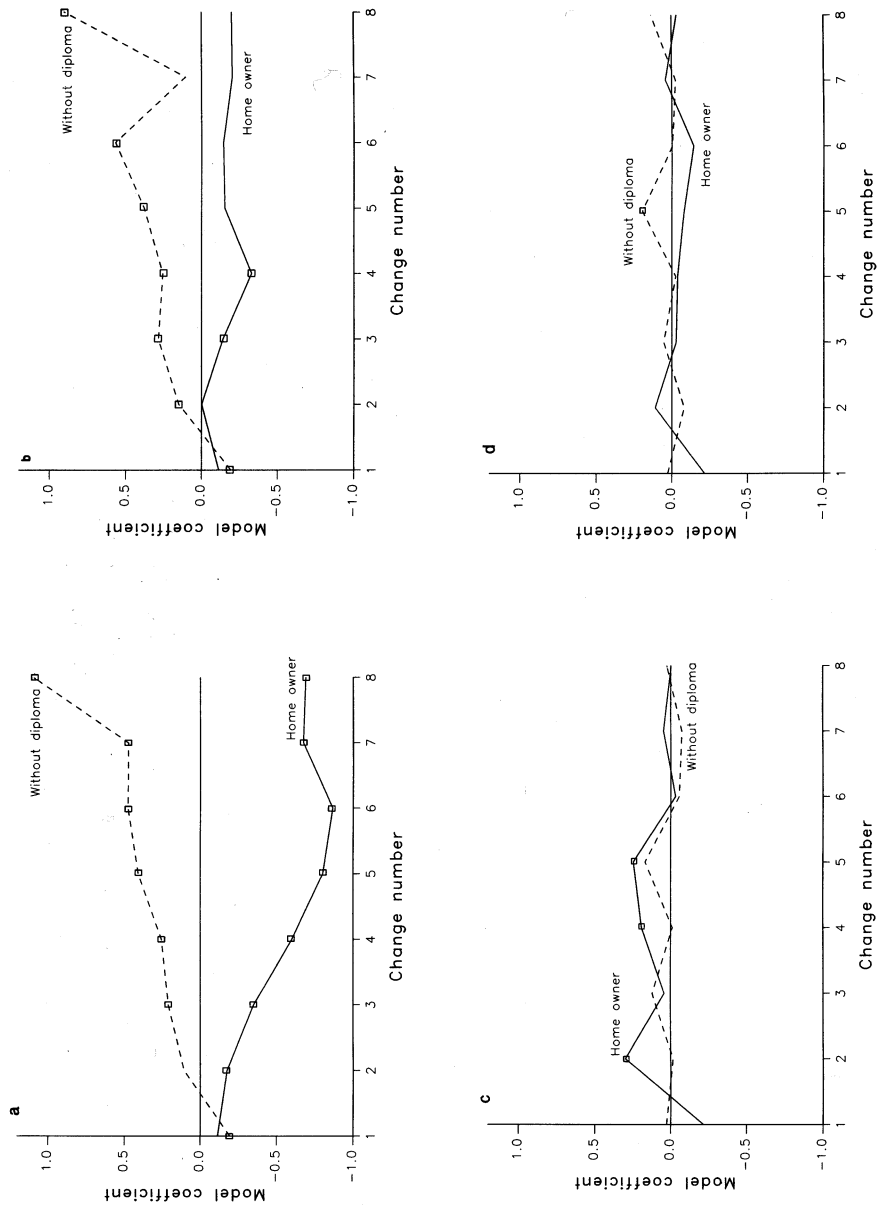 a
1.0
0.5
0.0
−0.5
−1.0
Model coefficient
1 2 3 4 5 6 7 8
Change number
Without diploma
Home owner
b
1.0
0.5
0.0
−0.5
−1.0
Model coefficient
1 2 3 4 5 6 7 8
Change number
Without diploma
Home owner
c
1.0
0.5
0.0
−0.5
−1.0
Model coefficient
1 2 3 4 5 6 7 8
Change number
Home owner
Without diploma
d
1.0
0.5
0.0
−0.5
−1.0
Model coefficient
1 2 3 4 5 6 7 8
Change number
Without diploma
Home owner